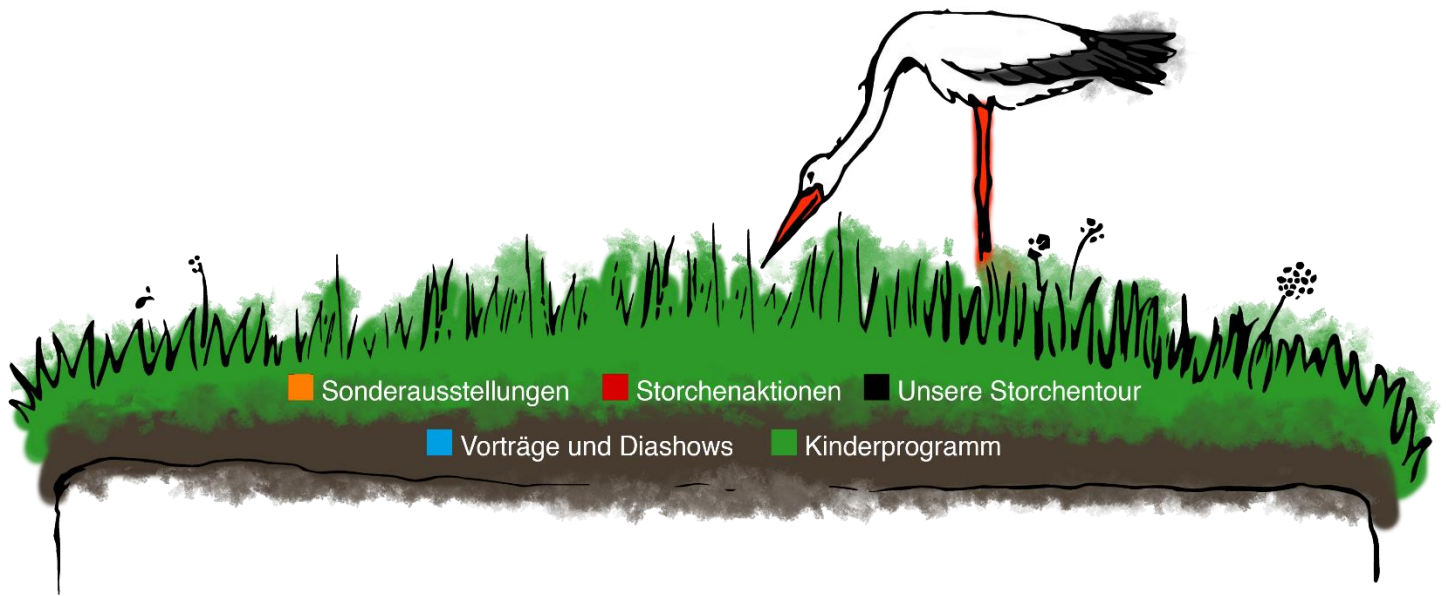 Sonderausstellungen Storchenaktionen Unsere Storchentour
Vorträge und Diashows Kinderprogramm